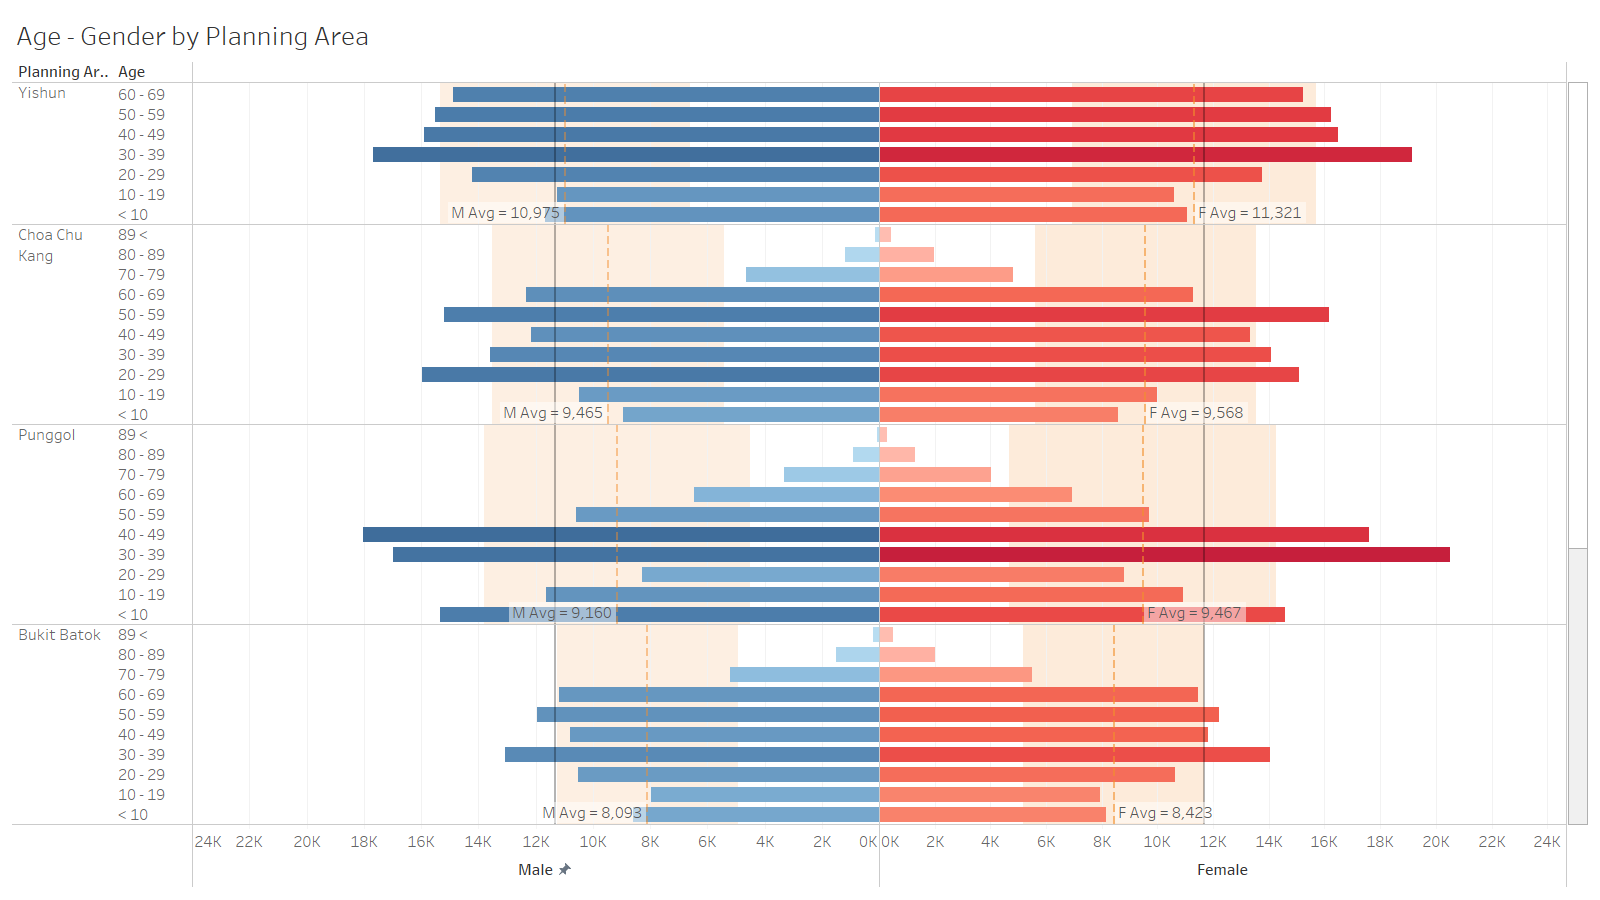 Age - Gender by Planning Area
Planning Ar.. Age
Yishun 60 - 69
50 - 59
40 - 49
30 - 39
20 - 29
10 - 19
< 10 M Avg = 10,975 F Avg = 11,321
Choa Chu Kang 89 <
80 - 89
70 - 79
60 - 69
50 - 59
40 - 49
30 - 39
20 - 29
10 - 19
< 10 M Avg = 9,465 F Avg = 9,568
Punggol 89 <
80 - 89
70 - 79
60 - 69
50 - 59
40 - 49
30 - 39
20 - 29
10 - 19
< 10 M Avg = 9,160 F Avg = 9,467
Bukit Batok 89 <
80 - 89
70 - 79
60 - 69
50 - 59
40 - 49
30 - 39
20 - 29
10 - 19
< 10 M Avg = 8,093 F Avg = 8,423
24K 22K 20K 18K 16K 14K 12K 10K 8K 6K 4K 2K 0K 0K 2K 4K 6K 8K 10K 12K 14K 16K 18K 20K 22K 24K
Male Female